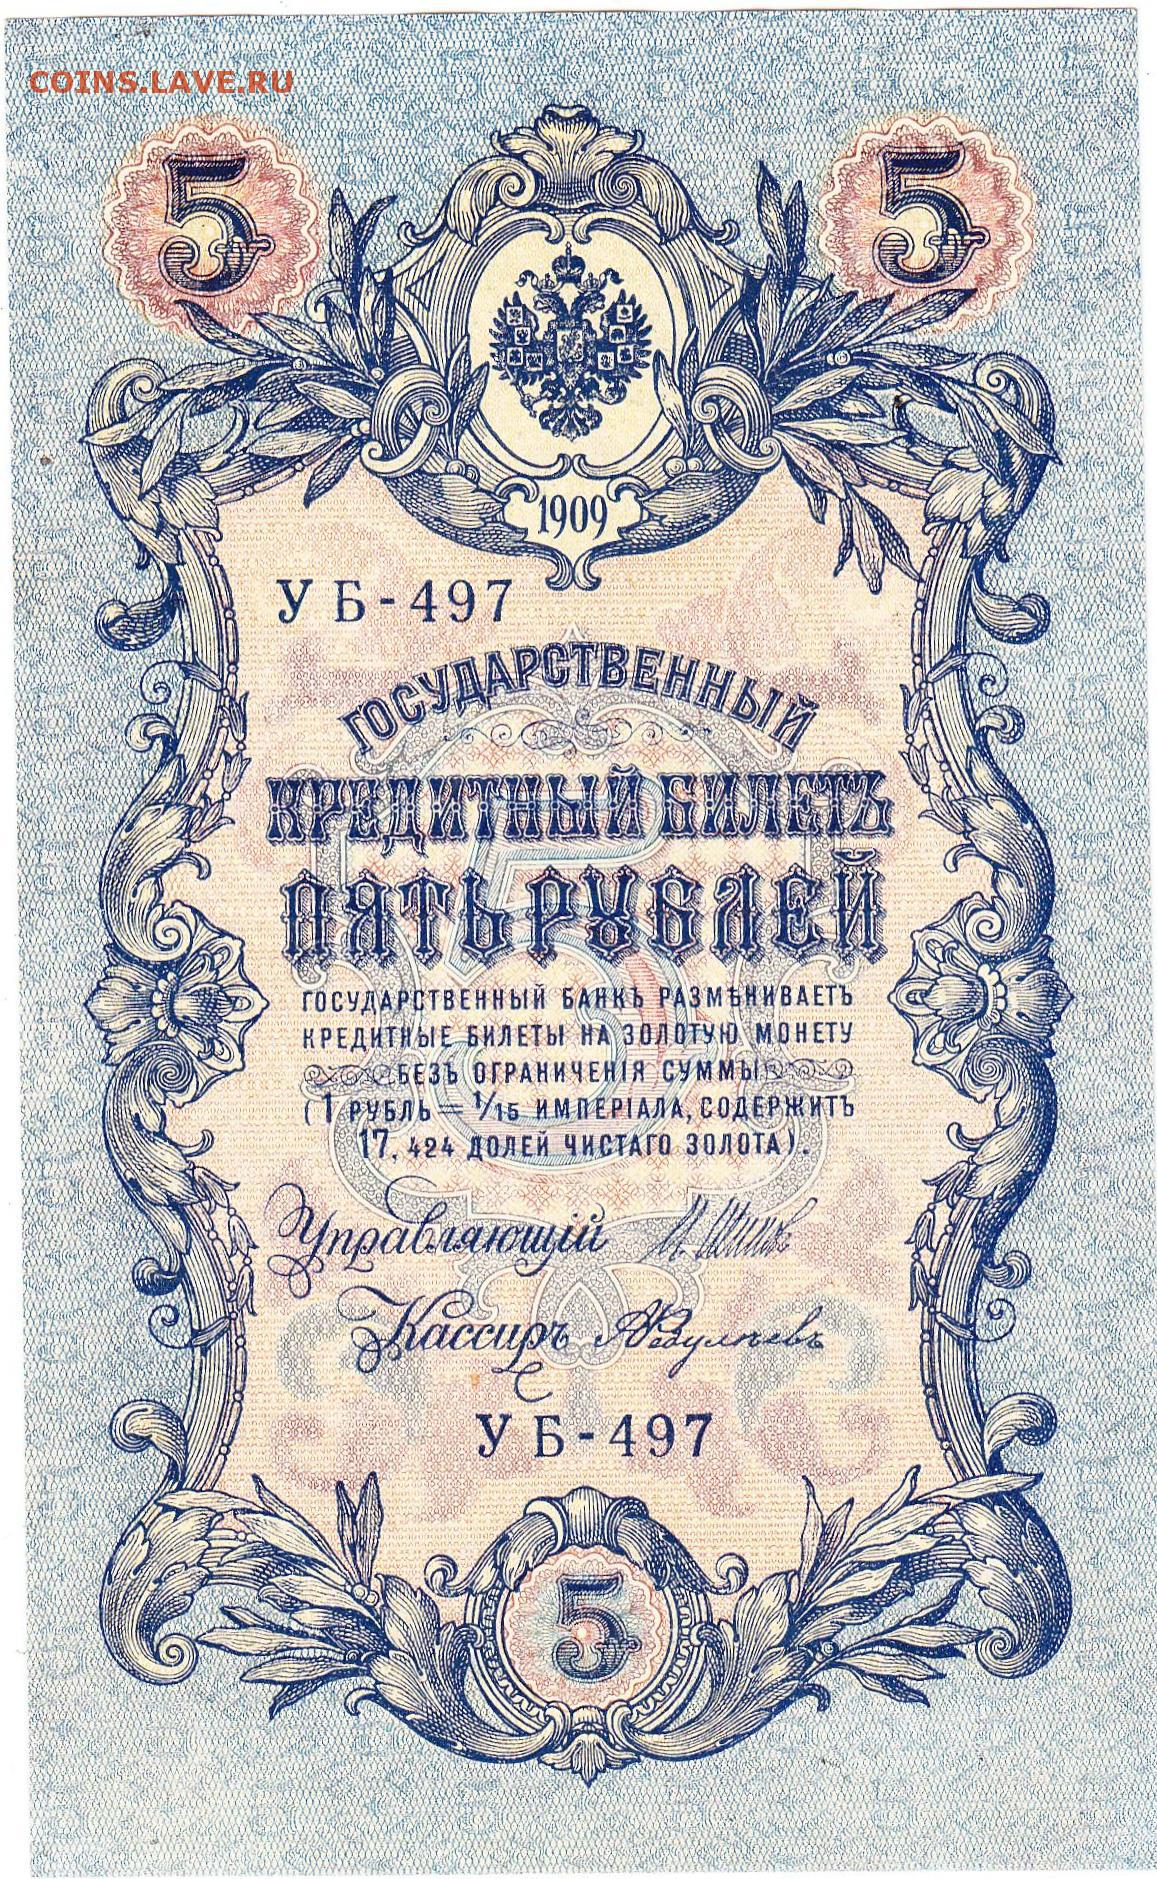 COINS.LAVE.RU
5 5
1909
УБ-497
ГОСУДАРСТВЕННЫЙ
КРЕДИТНЫЙ БИЛЕТЪ
ПЯТЬ РУБЛЕЙ
ГОСУДАРСТВЕННЫЙ БАНКЪ РАЗМѢНИВАЕТЪ
КРЕДИТНЫЕ БИЛЕТЫ НА ЗОЛОТУЮ МОНЕТУ
БЕЗЪ ОГРАНИЧЕНІЯ СУММЫ
(1 РУБЛЬ = 1/15 ИМПЕРІАЛА, СОДЕРЖИТЪ
17,424 ДОЛЕЙ ЧИСТАГО ЗОЛОТА).
Управляющій
Кассиръ
УБ-497
5